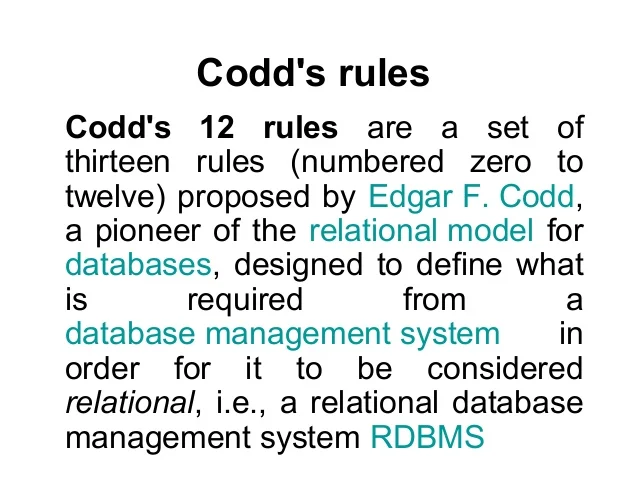 Codd's rules
Codd's 12 rules are a set of
thirteen rules (numbered zero to
twelve) proposed by Edgar F. Codd,
a pioneer of the relational model for
databases, designed to define what
is required from a
database management system in
order for it to be considered
relational, i.e., a relational database
management system RDBMS